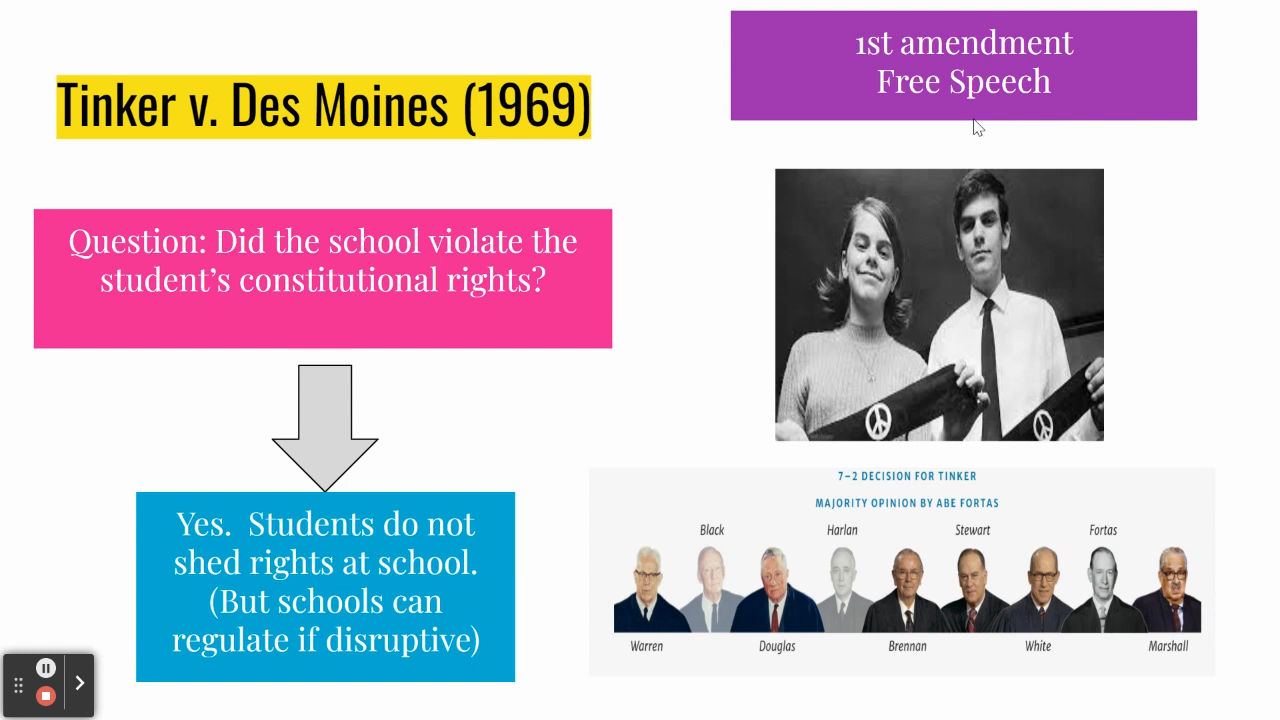 Tinker v. Des Moines (1969)
1st amendment
Free Speech
Question: Did the school violate the
student’s constitutional rights?
Yes.  Students do not
shed rights at school.
(But schools can
regulate if disruptive)
7–2 DECISION FOR TINKER
MAJORITY OPINION BY ABE FORTAS
Black Harlan Stewart Fortas
Warren Douglas Brennan White Marshall